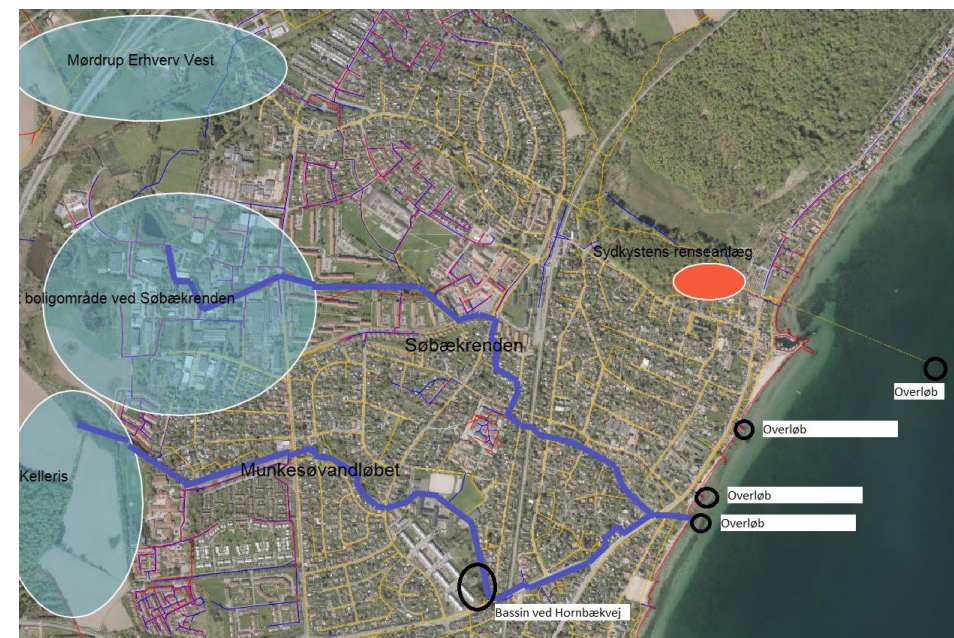 Mørdrup Erhverv Vest
Sydkystens renseanlæg
boligområde ved Søbækrenden
Søbækrenden
Overløb
Overløb
Munkesøvandløbet
Kelleris
Overløb
Overløb
Bassin ved Hornbækvej